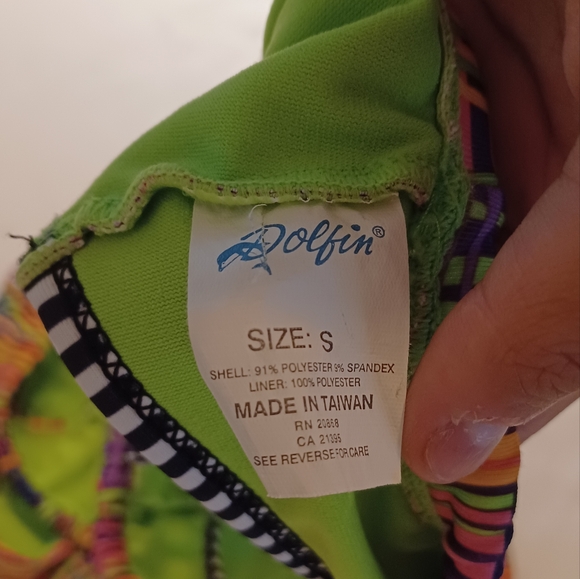 Dolfin®
SIZE: S
SHELL: 91% POLYESTER 9% SPANDEX
LINER: 100% POLYESTER
MADE IN TAIWAN
RN 20868
CA 21395
SEE REVERSE FOR CARE